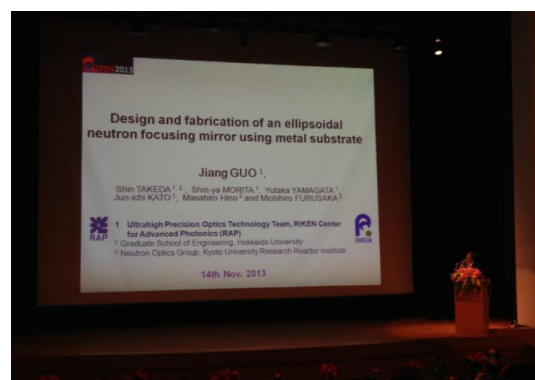 ASPEN 2013
Design and fabrication of an ellipsoidal
neutron focusing mirror using metal substrate
Jiang GUO 1,
Shin TAKEDA 1, 2, Shin-ya MORITA 1, Yutaka YAMAGATA 1
Jun-ichi KATO 1, Masahiro Hino 3 and Michihiro FURUSAKA 2
1 Ultrahigh Precision Optics Technology Team, RIKEN Center
for Advanced Photonics (RAP)
2 Graduate School of Engineering, Hokkaido University
3 Neutron Optics Group, Kyoto University Research Reactor Institute
RAP
RIKEN
14th Nov. 2013